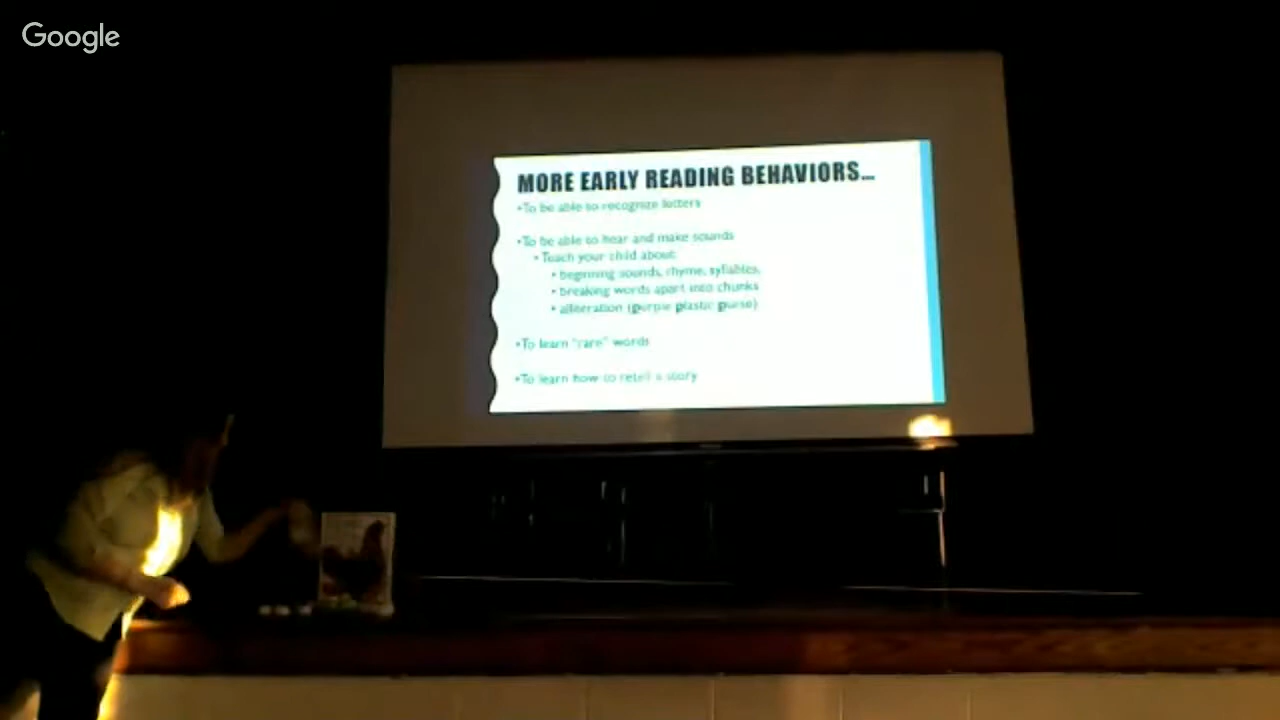 Google
MORE EARLY READING BEHAVIORS...
•To be able to recognize letters
•To be able to hear and make sounds
• Teach your child about:
• beginning sounds, rhyme, syllables,
• breaking words apart into chunks
• alliteration (purple plastic purse)
•To learn "rare" words
•To learn how to retell a story